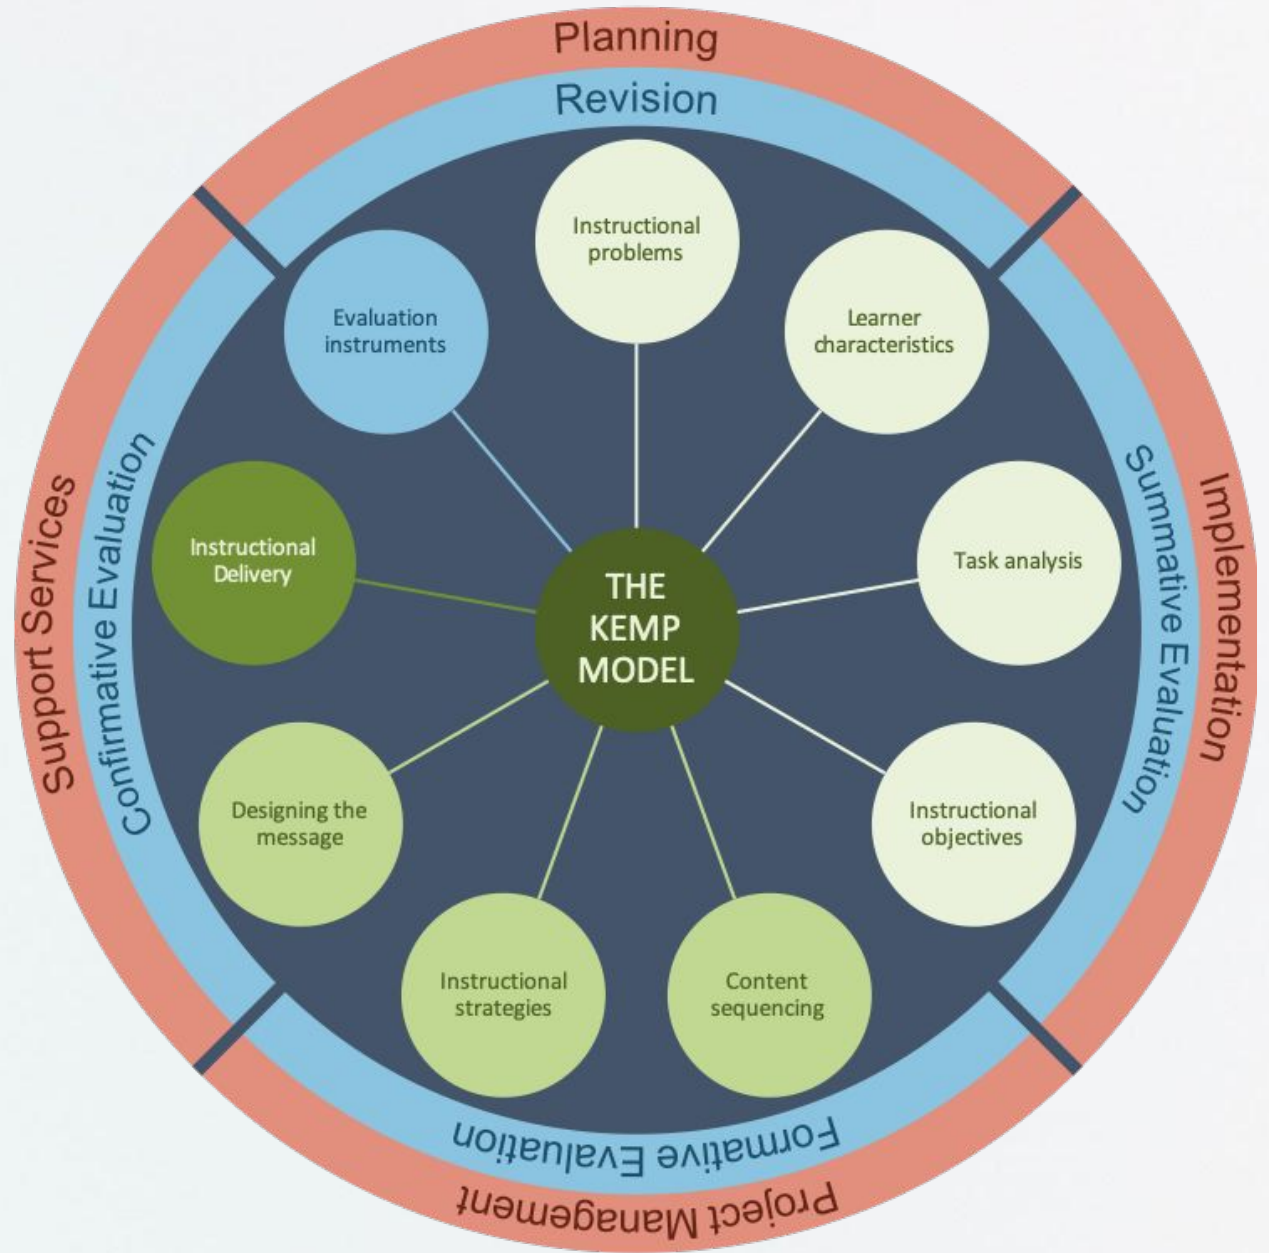 Planning
Revision
Instructional
problems
Learner
characteristics
Task analysis
Instructional
objectives
Content
sequencing
Instructional
strategies
Designing the
message
Instructional
Delivery
Evaluation
instruments
THE
KEMP
MODEL
Implementation
Summative Evaluation
Formative Evaluation
Project Management
Confirmative Evaluation
Support Services